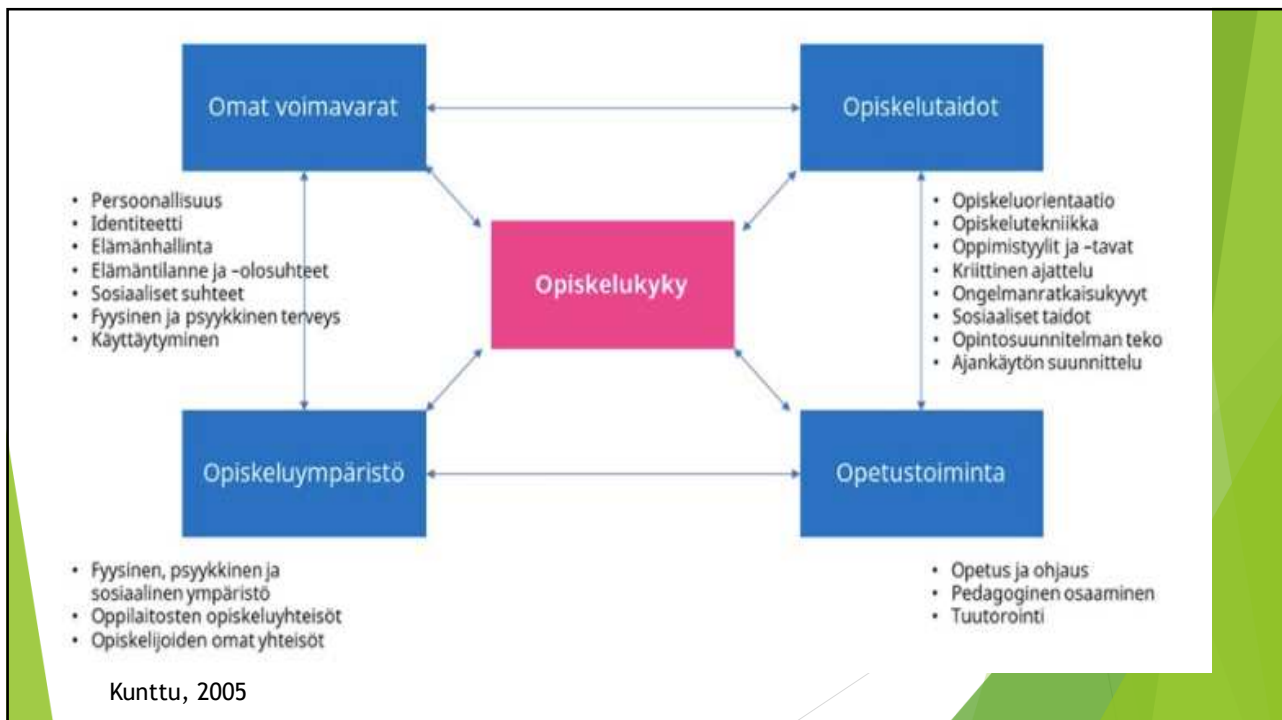 Omat voimavarat
Opiskelutaidot
• Persoonallisuus
• Identiteetti
• Elämänhallinta
• Elämäntilanne ja –olosuhteet
• Sosiaaliset suhteet
• Fyysinen ja psyykkinen terveys
• Käyttäytyminen
Opiskelukyky
• Opiskeluorientaatio
• Opiskelutekniikka
• Oppimistyylit ja –tavat
• Kriittinen ajattelu
• Ongelmanratkaisukyvyt
• Sosiaaliset taidot
• Opintosuunnitelman teko
• Ajankäytön suunnittelu
Opiskeluympäristö
Opetustoiminta
• Fyysinen, psyykkinen ja
sosiaalinen ympäristö
• Oppilaitosten opiskeluyhteisöt
• Opiskelijoiden omat yhteisöt
• Opetus ja ohjaus
• Pedagoginen osaaminen
• Tuutorointi
Kunttu, 2005